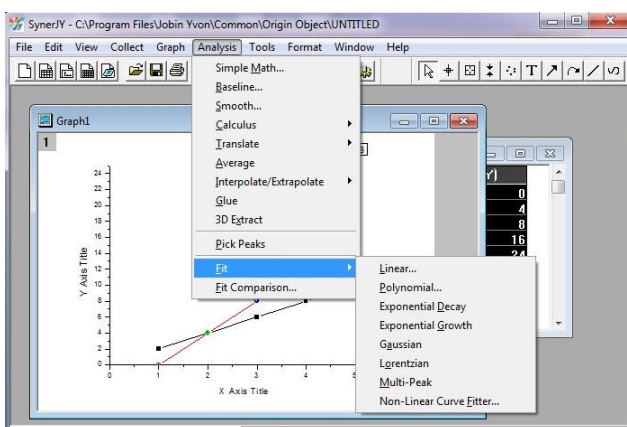 SynerJY - C:\Program Files\Jobin Yvon\Common\Origin Object\UNTITLED
File Edit View Collect Graph Analysis Tools Format Window Help
Simple Math...
Baseline...
Smooth...
Calculus
Translate
Average
Interpolate/Extrapolate
Glue
3D Extract
Pick Peaks
Fit
Fit Comparison...
Linear...
Polynomial...
Exponential Decay
Exponential Growth
Gaussian
Lorentzian
Multi-Peak
Non-Linear Curve Fitter...
T
Graph1
1
24
22
20
18
16
14
12
10
8
6
4
2
0
Y Axis Title
0 1 2 3 4
X Axis Title
Y)
0
4
8
16
24